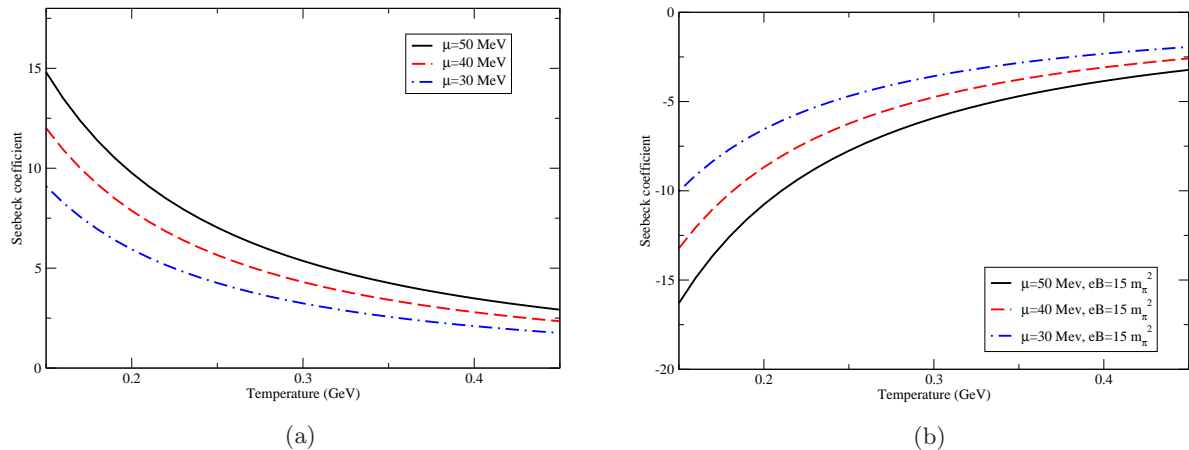 15
10
5
0
Seebeck coefficient
0.2
0.3
0.4
Temperature (GeV)
μ=50 MeV
μ=40 MeV
μ=30 MeV
(a)
0
-5
-10
-15
-20
Seebeck coefficient
0.2
0.3
0.4
Temperature (GeV)
μ=50 Mev, eB=15 m_π^2
μ=40 Mev, eB=15 m_π^2
μ=30 Mev, eB=15 m_π^2
(b)